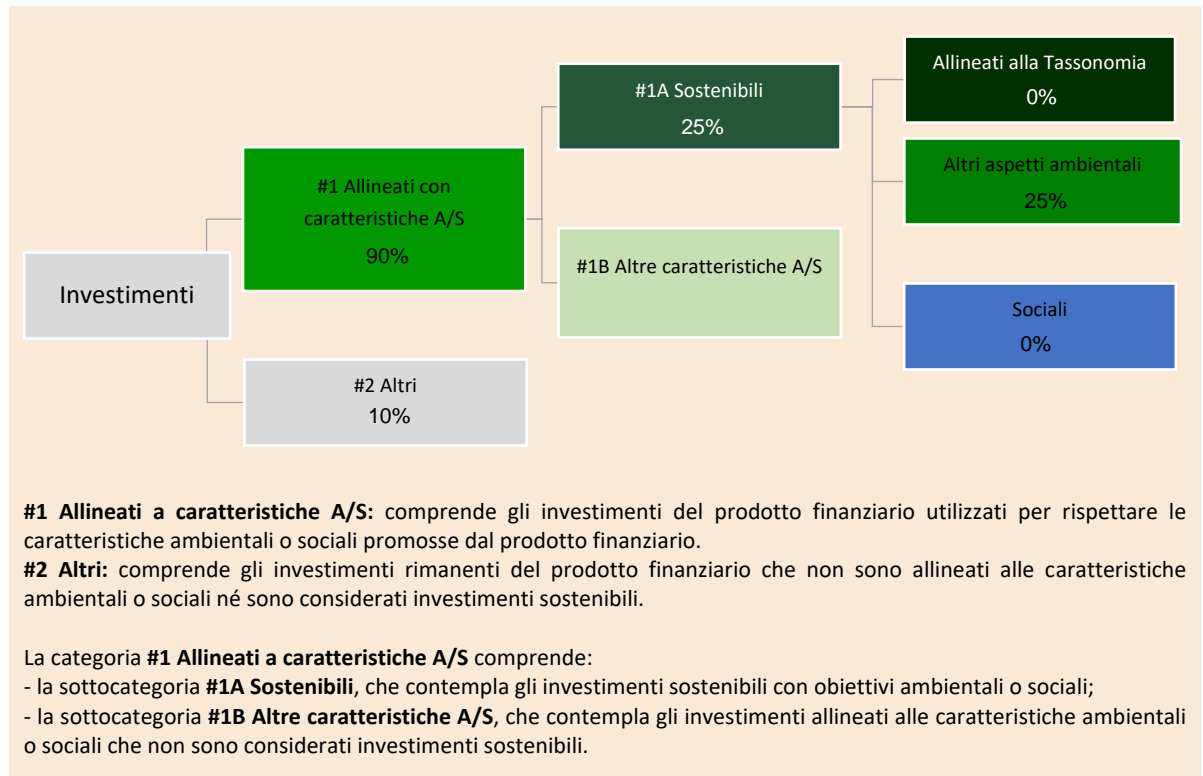 Investimenti
#1 Allineati con
caratteristiche A/S
90%
#2 Altri
10%
#1A Sostenibili
25%
#1B Altre caratteristiche A/S
Allineati alla Tassonomia
0%
Altri aspetti ambientali
25%
Sociali
0%
#1 Allineati a caratteristiche A/S: comprende gli investimenti del prodotto finanziario utilizzati per rispettare le
caratteristiche ambientali o sociali promosse dal prodotto finanziario.
#2 Altri: comprende gli investimenti rimanenti del prodotto finanziario che non sono allineati alle caratteristiche
ambientali o sociali né sono considerati investimenti sostenibili.
La categoria #1 Allineati a caratteristiche A/S comprende:
- la sottocategoria #1A Sostenibili, che contempla gli investimenti sostenibili con obiettivi ambientali o sociali;
- la sottocategoria #1B Altre caratteristiche A/S, che contempla gli investimenti allineati alle caratteristiche ambientali
o sociali che non sono considerati investimenti sostenibili.